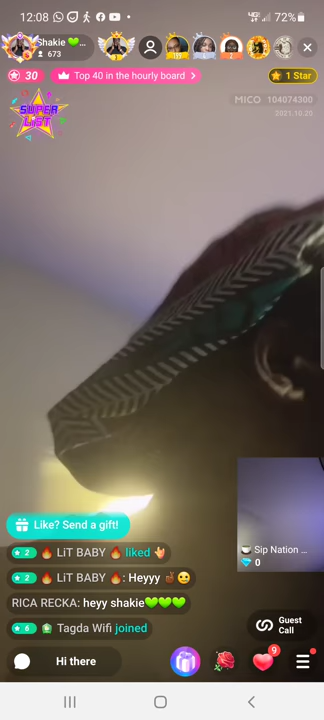 12:08
72%
Shakie 💚...
673
30
Top 40 in the hourly board >
1 Star
SUPER
LIST
MICO 104074300
2021.10.20
Like? Send a gift!
2 🔥 LiT BABY 🔥 liked
2 🔥 LiT BABY 🔥: Heyyy
RICA RECKA: heyy shakie💚💚💚
6 Tagda Wifi joined
Sip Nation ...
0
Guest
Call
Hi there
9